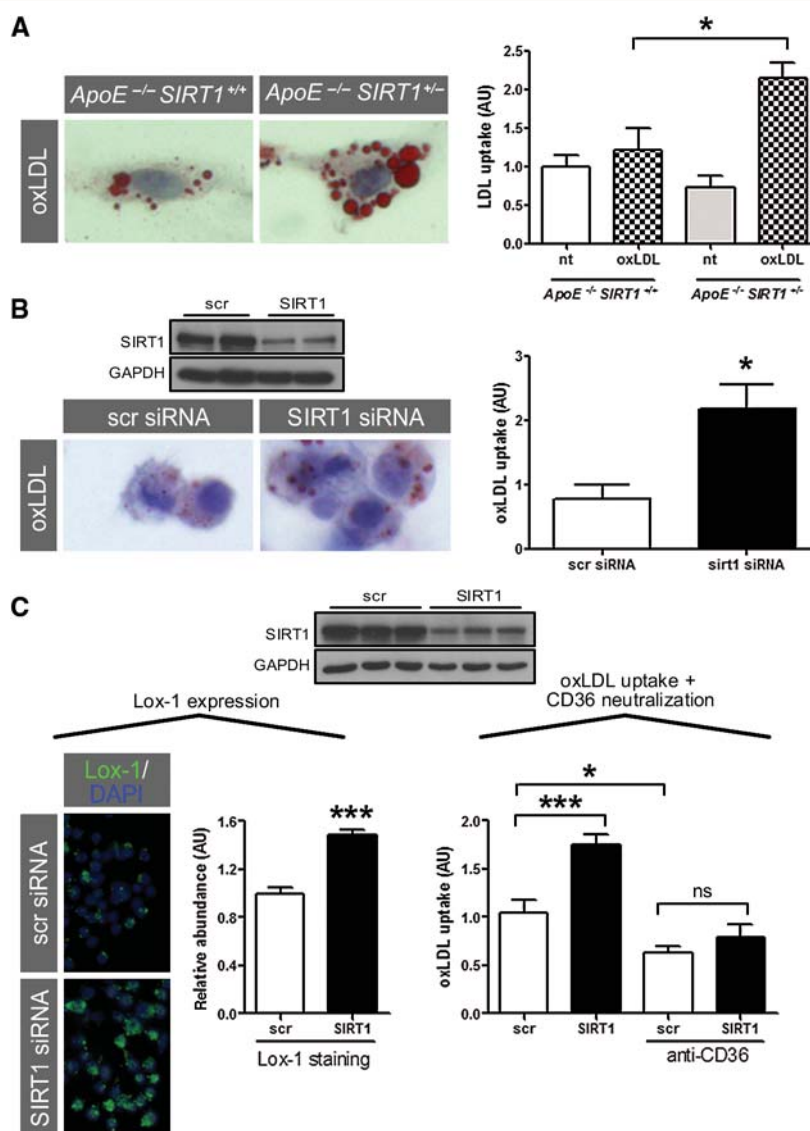 A
ApoE −/− SIRT1 +/+
ApoE −/− SIRT1 +/−
oxLDL
LDL uptake (AU)
2.5
2.0
1.5
1.0
0.5
0.0
*
nt
oxLDL
nt
oxLDL
ApoE -/- SIRT1 +/+
ApoE -/- SIRT1 +/-
B
scr
SIRT1
SIRT1
GAPDH
scr siRNA
SIRT1 siRNA
oxLDL
oxLDL uptake (AU)
3
2
1
0
*
scr siRNA
sirt1 siRNA
C
scr
SIRT1
SIRT1
GAPDH
Lox-1 expression
oxLDL uptake +
CD36 neutralization
Lox-1/
DAPI
scr siRNA
SIRT1 siRNA
Relative abundance (AU)
1.6
1.2
0.8
0.4
0.0
***
scr
SIRT1
Lox-1 staining
oxLDL uptake (AU)
2.0
1.5
1.0
0.5
0.0
*
***
ns
scr
SIRT1
scr
SIRT1
anti-CD36